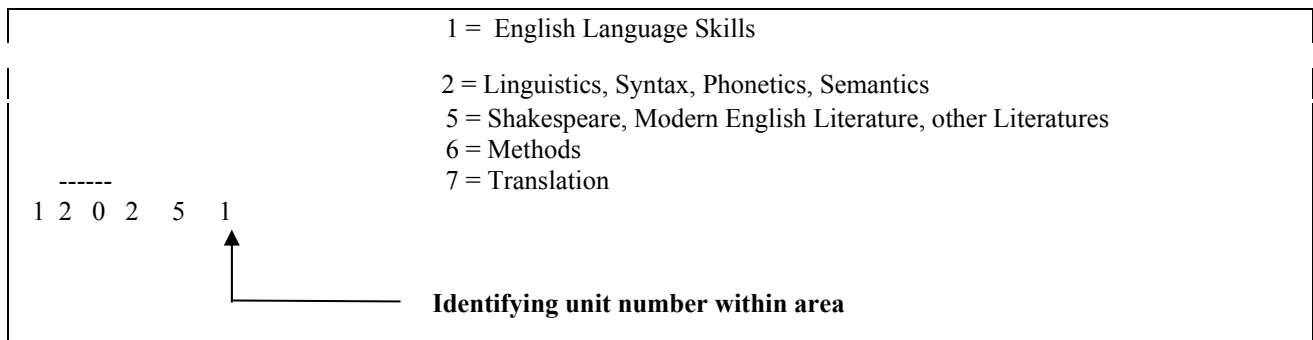 1 = English Language Skills
2 = Linguistics, Syntax, Phonetics, Semantics
5 = Shakespeare, Modern English Literature, other Literatures
6 = Methods
7 = Translation
------
1 2 0 2 5 1
Identifying unit number within area